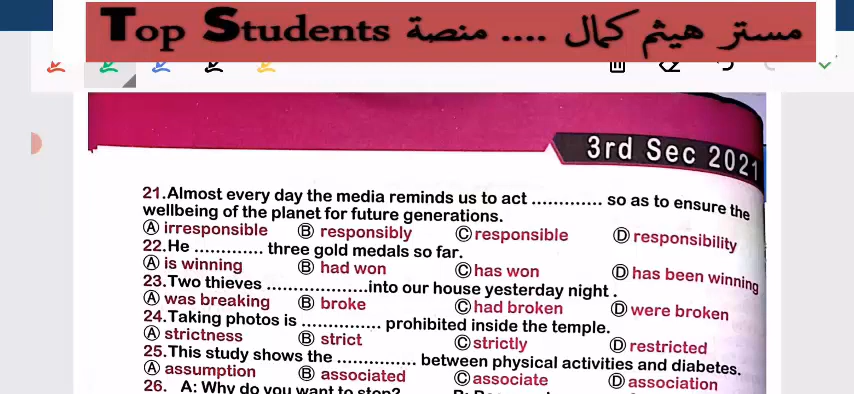 Top Students مستر هيثم كمال .... منصة
3rd Sec 2021
21.Almost every day the media reminds us to act ............. so as to ensure the
wellbeing of the planet for future generations.
Ⓐ irresponsible Ⓑ responsibly Ⓒ responsible Ⓓ responsibility
22.He ............. three gold medals so far.
Ⓐ is winning Ⓑ had won Ⓒ has won Ⓓ has been winning
23.Two thieves ...................into our house yesterday night .
Ⓐ was breaking Ⓑ broke Ⓒ had broken Ⓓ were broken
24.Taking photos is ............... prohibited inside the temple.
Ⓐ strictness Ⓑ strict Ⓒ strictly Ⓓ restricted
25.This study shows the ............... between physical activities and diabetes.
Ⓐ assumption Ⓑ associated Ⓒ associate Ⓓ association
26. A: Why do you want to stop?